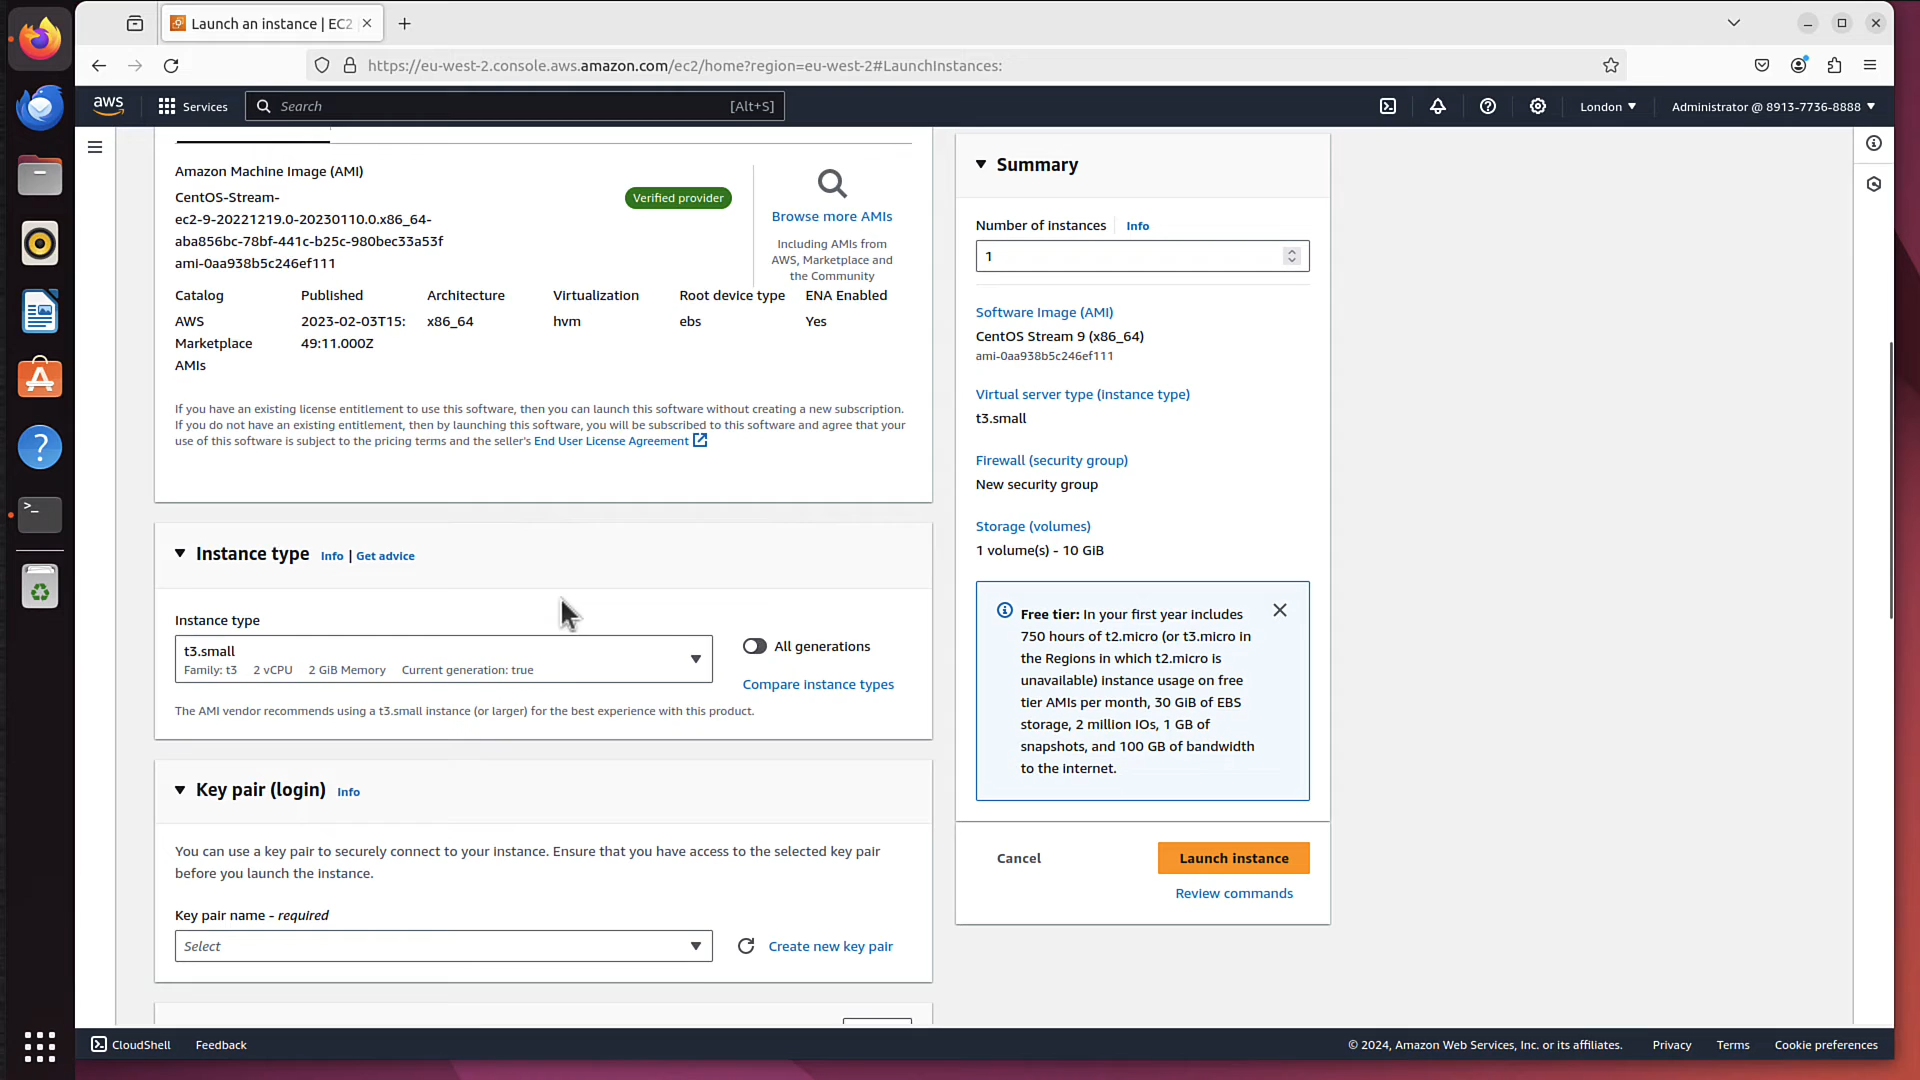 Launch an instance | EC2
https://eu-west-2.console.aws.amazon.com/ec2/home?region=eu-west-2#LaunchInstances:
aws
Services
Search
[Alt+S]
London
Administrator @ 8913-7736-8888
Amazon Machine Image (AMI)
CentOS-Stream-
ec2-9-20221219.0-20230110.0.x86_64-
aba856bc-78bf-441c-b25c-980bec33a53f
ami-0aa938b5c246ef111
Verified provider
Browse more AMIs
Including AMIs from
AWS, Marketplace and
the Community
Catalog
Published
Architecture
Virtualization
Root device type
ENA Enabled
AWS
Marketplace
AMIs
2023-02-03T15:
49:11.000Z
x86_64
hvm
ebs
Yes
If you have an existing license entitlement to use this software, then you can launch this software without creating a new subscription.
If you do not have an existing entitlement, then by launching this software, you will be subscribed to this software and agree that your
use of this software is subject to the pricing terms and the seller's End User License Agreement
Instance type
Info | Get advice
Instance type
t3.small
Family: t3 2 vCPU 2 GiB Memory Current generation: true
All generations
Compare instance types
The AMI vendor recommends using a t3.small instance (or larger) for the best experience with this product.
Key pair (login)
Info
You can use a key pair to securely connect to your instance. Ensure that you have access to the selected key pair
before you launch the instance.
Key pair name - required
Select
Create new key pair
Summary
Number of instances
Info
1
Software Image (AMI)
CentOS Stream 9 (x86_64)
ami-0aa938b5c246ef111
Virtual server type (instance type)
t3.small
Firewall (security group)
New security group
Storage (volumes)
1 volume(s) - 10 GiB
Free tier: In your first year includes
750 hours of t2.micro (or t3.micro in
the Regions in which t2.micro is
unavailable) instance usage on free
tier AMIs per month, 30 GiB of EBS
storage, 2 million IOs, 1 GB of
snapshots, and 100 GB of bandwidth
to the internet.
Cancel
Launch instance
Review commands
CloudShell
Feedback
© 2024, Amazon Web Services, Inc. or its affiliates.
Privacy
Terms
Cookie preferences